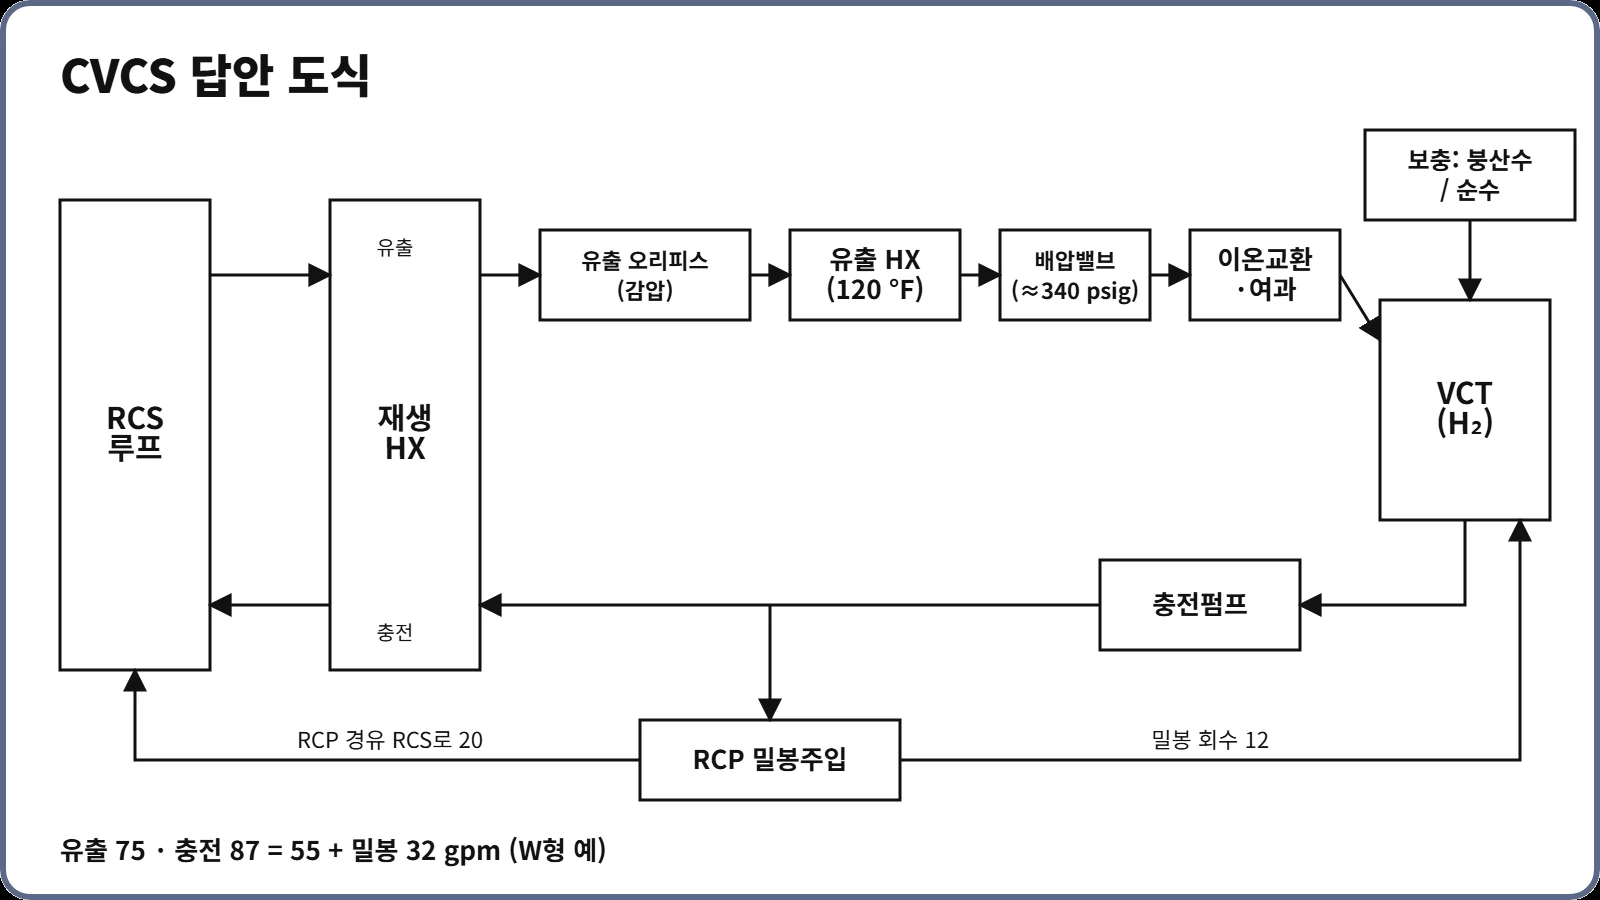 CVCS 답안 도식
보충: 붕산수
/ 순수
유출
유출 오리피스
(감압)
유출 HX
(120 °F)
배압밸브
(≈340 psig)
이온교환
·여과
RCS
루프
재생
HX
VCT
(H₂)
충전
충전펌프
RCP 경유 RCS로 20
RCP 밀봉주입
밀봉 회수 12
유출 75 · 충전 87 = 55 + 밀봉 32 gpm (W형 예)